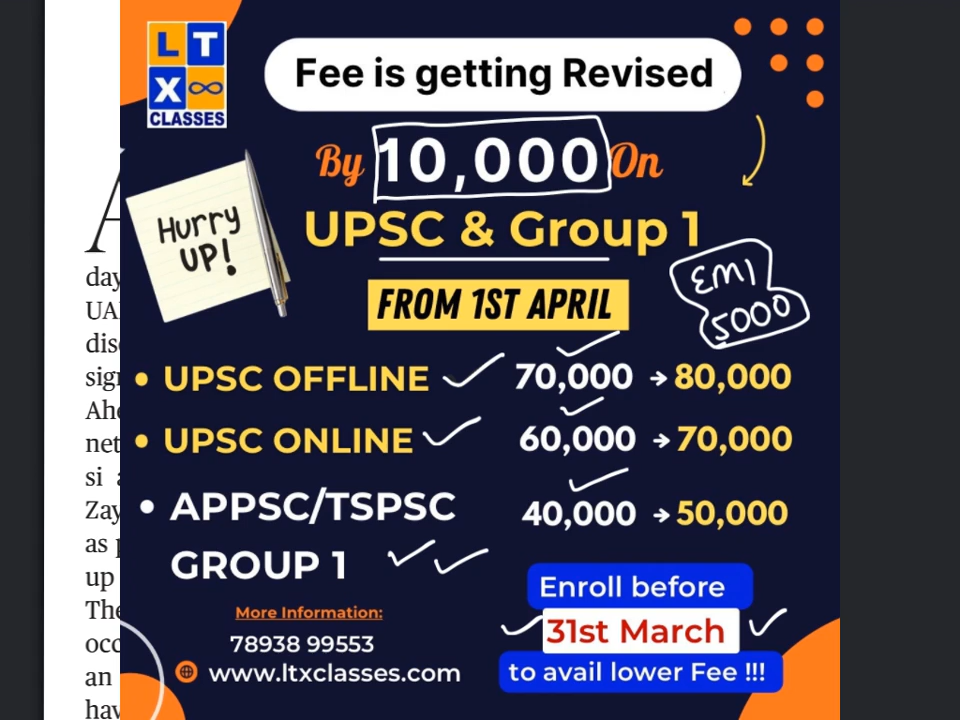 L T
X ∞
CLASSES
Fee is getting Revised
By 10,000 On
Hurry
UP!
UPSC & Group 1
EMI
5000
FROM 1ST APRIL
• UPSC OFFLINE 70,000 → 80,000
• UPSC ONLINE 60,000 → 70,000
• APPSC/TSPSC 40,000 → 50,000
GROUP 1
Enroll before
31st March
to avail lower Fee !!!
More Information:
78938 99553
www.ltxclasses.com
A
day
UA
dis
sign
Ahe
net
si a
Zay
as
up
The
occ
an
hav